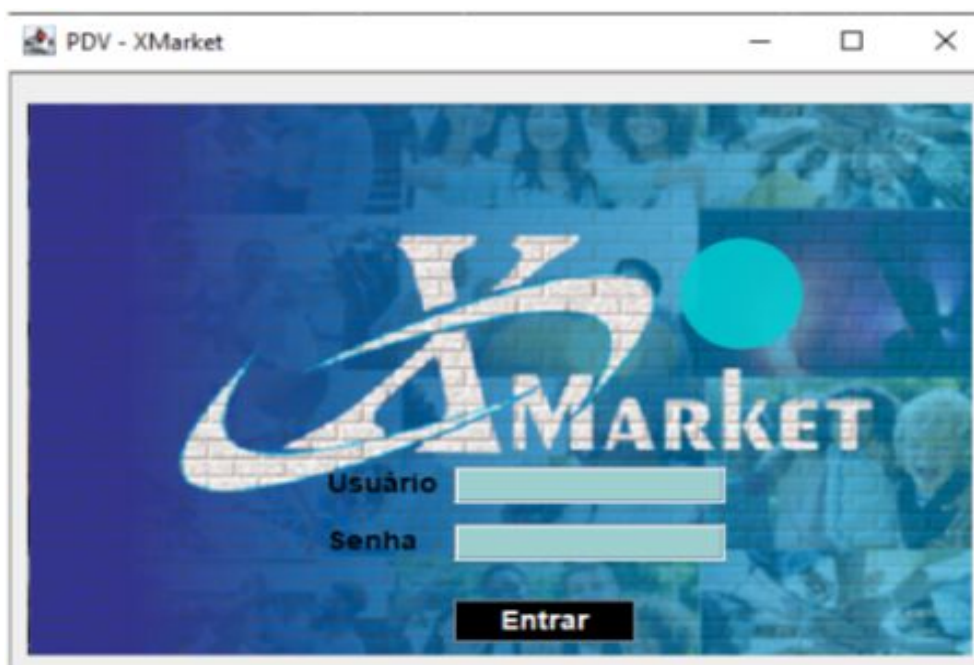 PDV - XMarket
XMarket
Usuário
Senha
Entrar